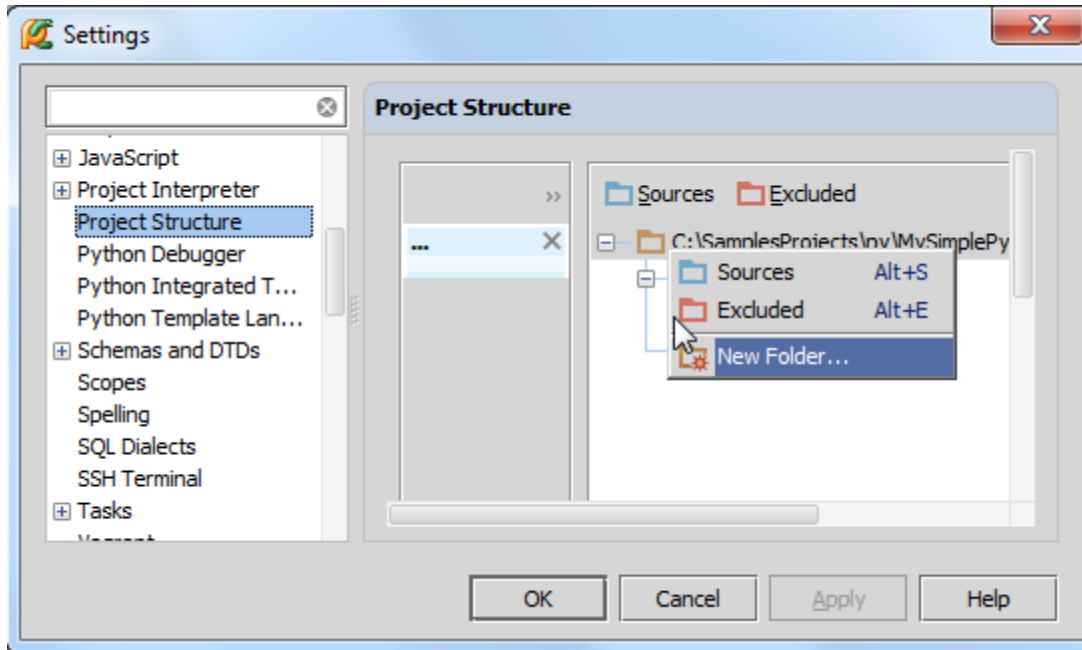 Settings
Project Structure
JavaScript
Project Interpreter
Project Structure
Python Debugger
Python Integrated T...
Python Template Lan...
Schemas and DTDs
Scopes
Spelling
SQL Dialects
SSH Terminal
Tasks
Vagrant
»
...
Sources Excluded
C:\SamplesProjects\py\MySimplePy
Sources Alt+S
Excluded Alt+E
New Folder...
OK Cancel Apply Help